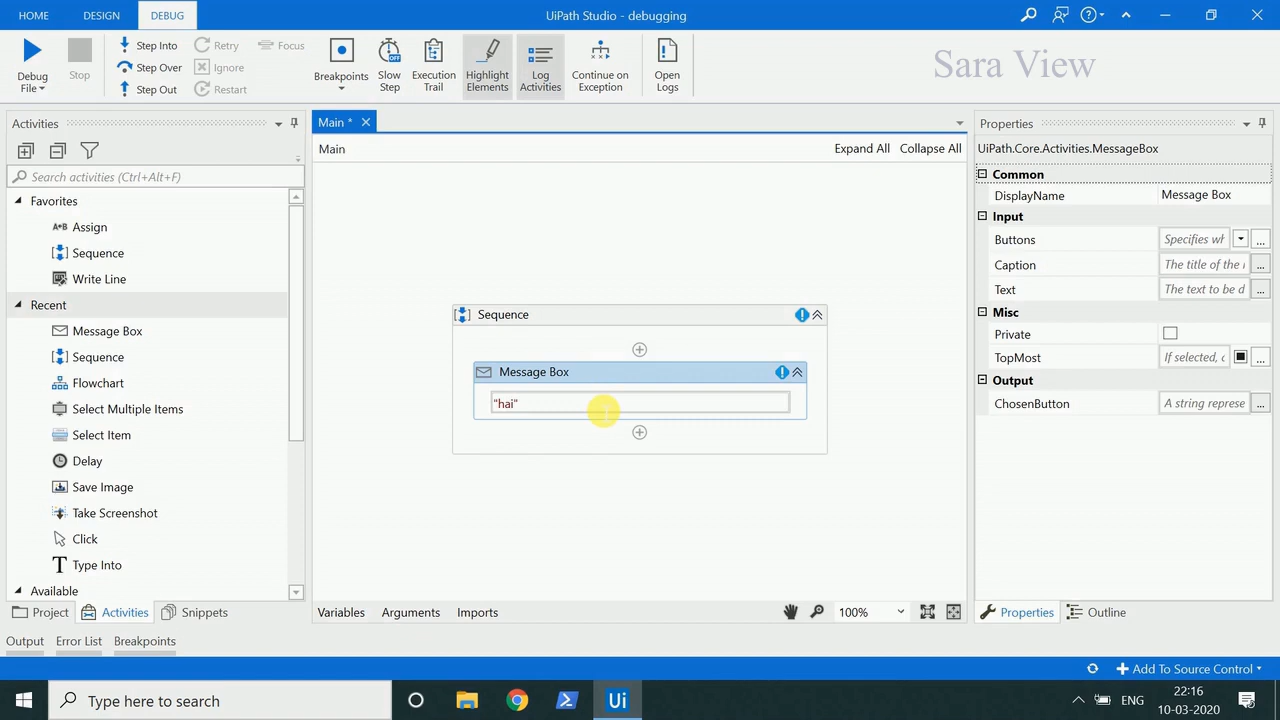 HOME DESIGN DEBUG UiPath Studio - debugging
Debug File
Stop
Step Into
Step Over
Step Out
Retry
Ignore
Restart
Focus
Breakpoints
Slow Step
Execution Trail
Highlight Elements
Log Activities
Continue on Exception
Open Logs
Sara View
Activities
Search activities (Ctrl+Alt+F)
Favorites
A+B Assign
Sequence
Write Line
Recent
Message Box
Sequence
Flowchart
Select Multiple Items
Select Item
Delay
Save Image
Take Screenshot
Click
Type Into
Available
Project Activities Snippets
Main *
Main Expand All Collapse All
Sequence
Message Box
"hai"
Variables Arguments Imports 100%
Properties
UiPath.Core.Activities.MessageBox
Common
DisplayName Message Box
Input
Buttons Specifies wh
Caption The title of the
Text The text to be d
Misc
Private
TopMost If selected,
Output
ChosenButton A string represe
Properties Outline
Output Error List Breakpoints
Add To Source Control
Type here to search
Ui
ENG
22:16
10-03-2020